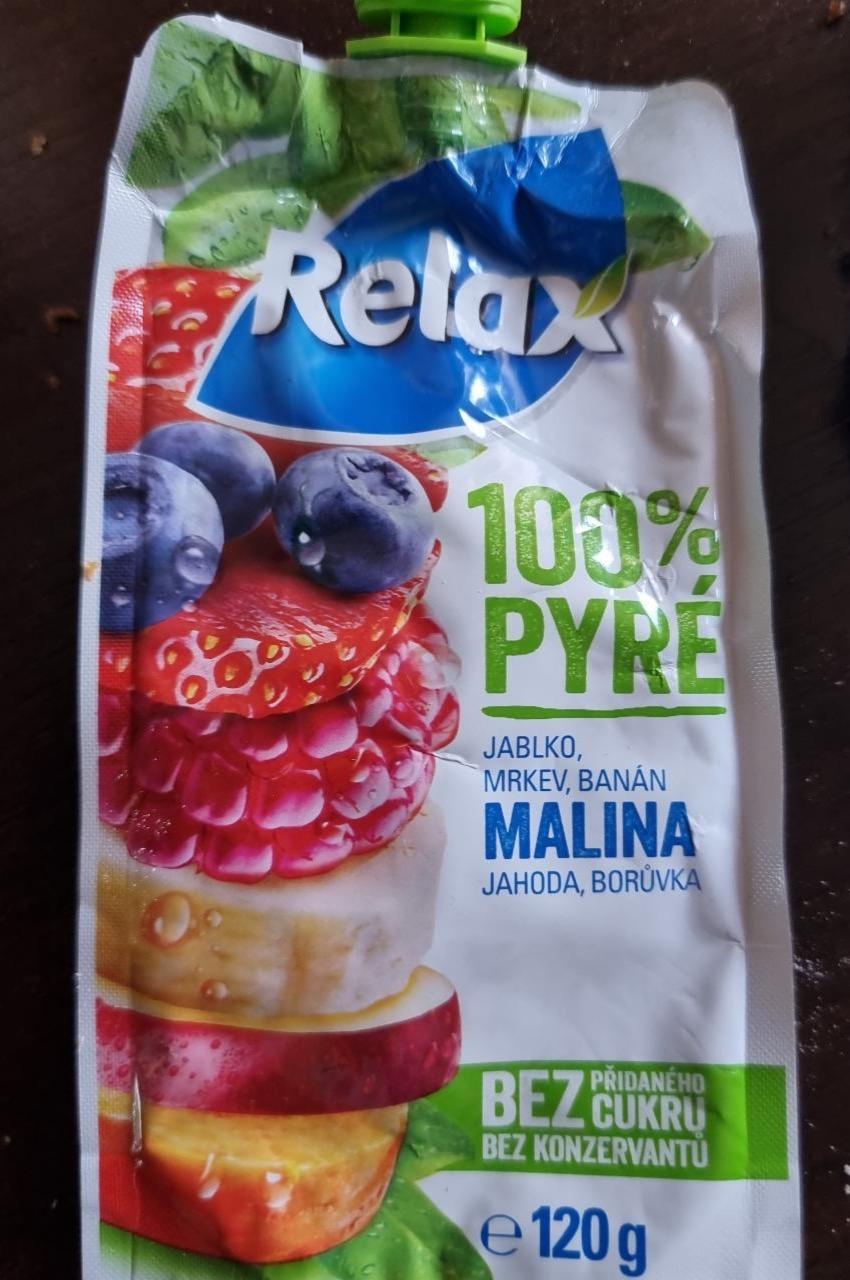 Relax
100%
PYRÉ
JABLKO,
MRKEV, BANÁN
MALINA
JAHODA, BORŮVKA
BEZ PŘIDANÉHO
CUKRU
BEZ KONZERVANTŮ
e 120 g